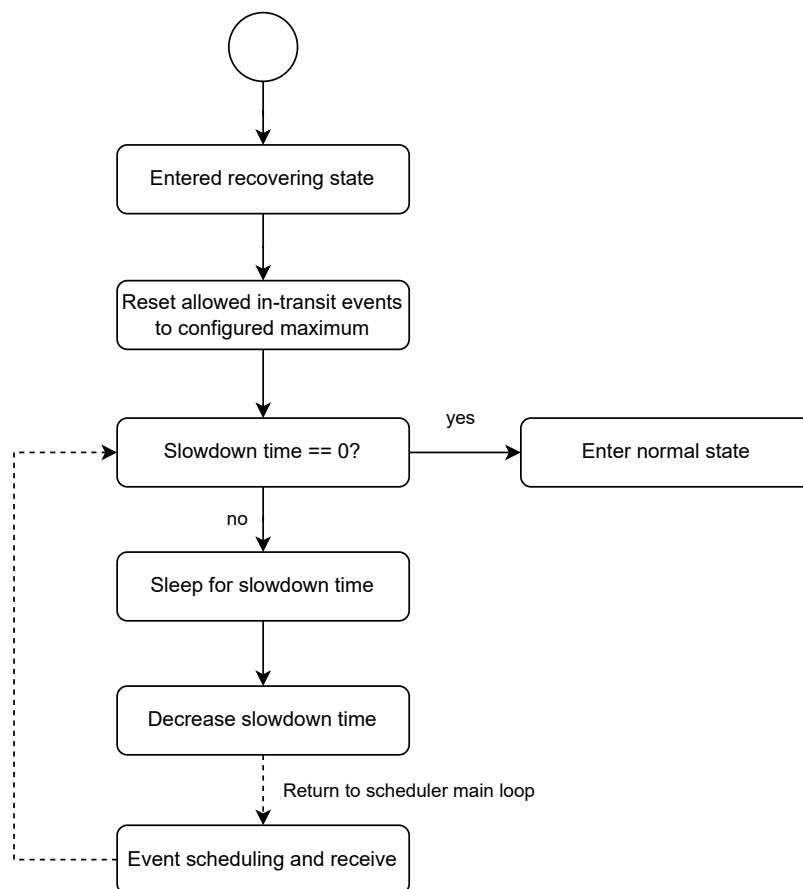 Entered recovering state
Reset allowed in-transit events
to configured maximum
Slowdown time == 0?
yes
Enter normal state
no
Sleep for slowdown time
Decrease slowdown time
Return to scheduler main loop
Event scheduling and receive